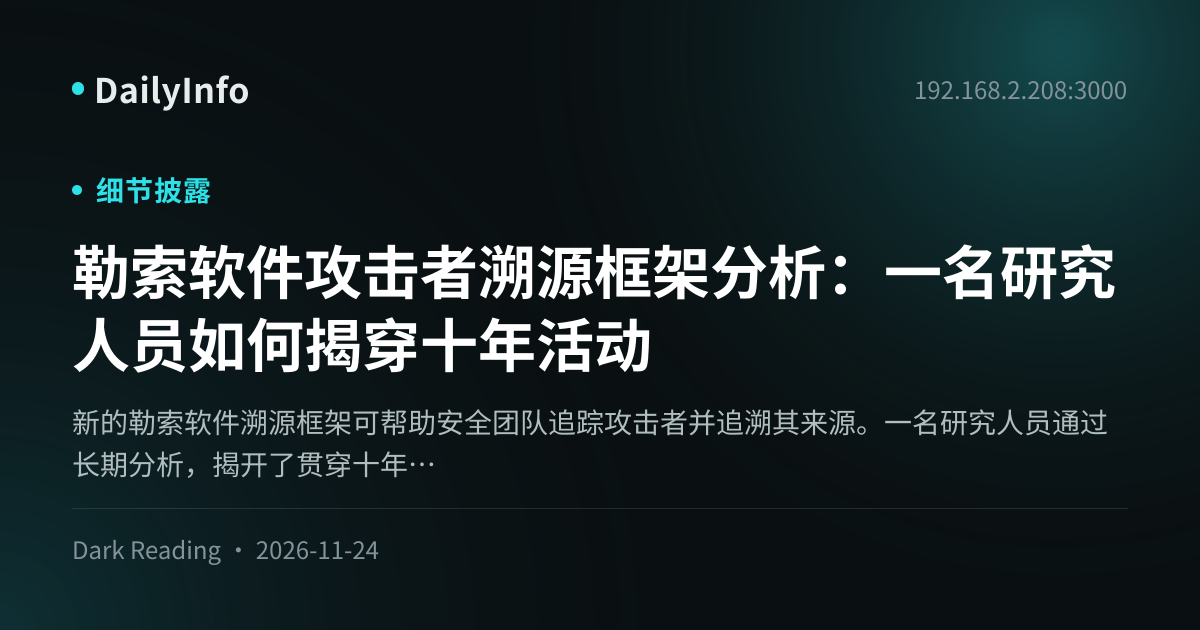 DailyInfo
192.168.2.208:3000
细节披露
勒索软件攻击者溯源框架分析：一名研究
人员如何揭穿十年活动
新的勒索软件溯源框架可帮助安全团队追踪攻击者并追溯其来源。一名研究人员通过
长期分析，揭开了贯穿十年…
Dark Reading · 2026-11-24